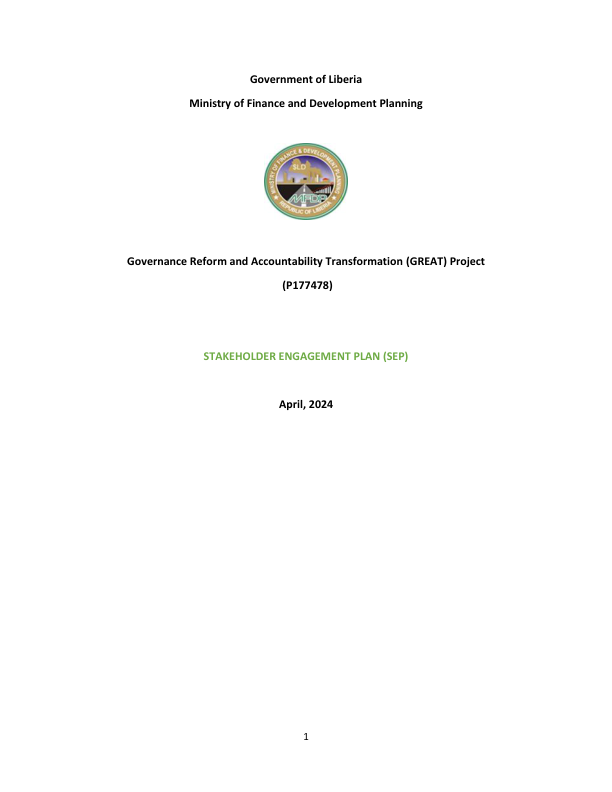 Government of Liberia
Ministry of Finance and Development Planning
MINISTRY OF FINANCE & DEVELOPMENT PLANNING
MFDP
REPUBLIC OF LIBERIA
Governance Reform and Accountability Transformation (GREAT) Project
(P177478)
STAKEHOLDER ENGAGEMENT PLAN (SEP)
April, 2024
1